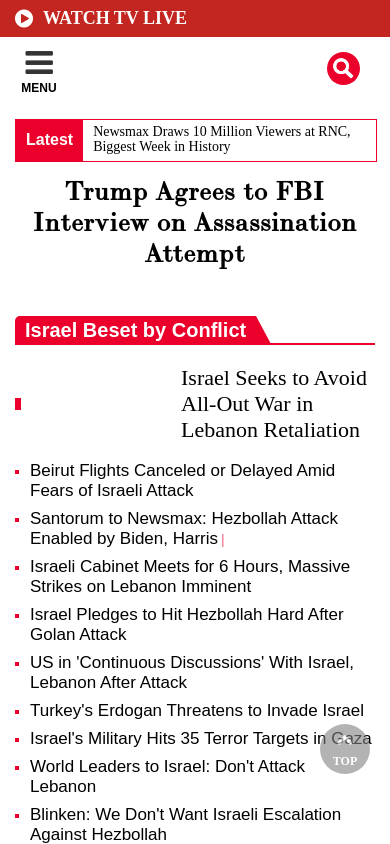 WATCH TV LIVE
MENU
Latest
Newsmax Draws 10 Million Viewers at RNC,
Biggest Week in History
Trump Agrees to FBI
Interview on Assassination
Attempt
Israel Beset by Conflict
Israel Seeks to Avoid
All-Out War in
Lebanon Retaliation
Beirut Flights Canceled or Delayed Amid
Fears of Israeli Attack
Santorum to Newsmax: Hezbollah Attack
Enabled by Biden, Harris |
Israeli Cabinet Meets for 6 Hours, Massive
Strikes on Lebanon Imminent
Israel Pledges to Hit Hezbollah Hard After
Golan Attack
US in 'Continuous Discussions' With Israel,
Lebanon After Attack
Turkey's Erdogan Threatens to Invade Israel
Israel's Military Hits 35 Terror Targets in Gaza
TOP
World Leaders to Israel: Don't Attack
Lebanon
Blinken: We Don't Want Israeli Escalation
Against Hezbollah